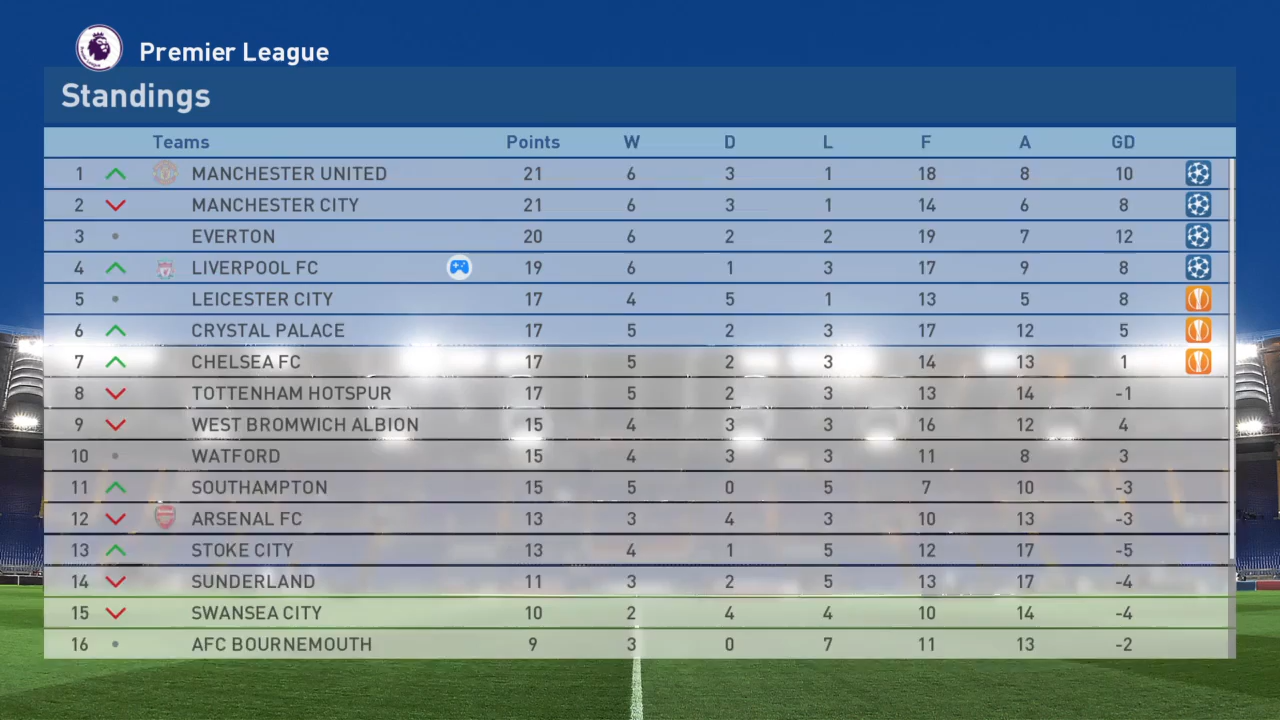 Premier League
Standings
Teams Points W D L F A GD
1 MANCHESTER UNITED 21 6 3 1 18 8 10
2 MANCHESTER CITY 21 6 3 1 14 6 8
3 EVERTON 20 6 2 2 19 7 12
4 LIVERPOOL FC 19 6 1 3 17 9 8
5 LEICESTER CITY 17 4 5 1 13 5 8
6 CRYSTAL PALACE 17 5 2 3 17 12 5
7 CHELSEA FC 17 5 2 3 14 13 1
8 TOTTENHAM HOTSPUR 17 5 2 3 13 14 -1
9 WEST BROMWICH ALBION 15 4 3 3 16 12 4
10 WATFORD 15 4 3 3 11 8 3
11 SOUTHAMPTON 15 5 0 5 7 10 -3
12 ARSENAL FC 13 3 4 3 10 13 -3
13 STOKE CITY 13 4 1 5 12 17 -5
14 SUNDERLAND 11 3 2 5 13 17 -4
15 SWANSEA CITY 10 2 4 4 10 14 -4
16 AFC BOURNEMOUTH 9 3 0 7 11 13 -2